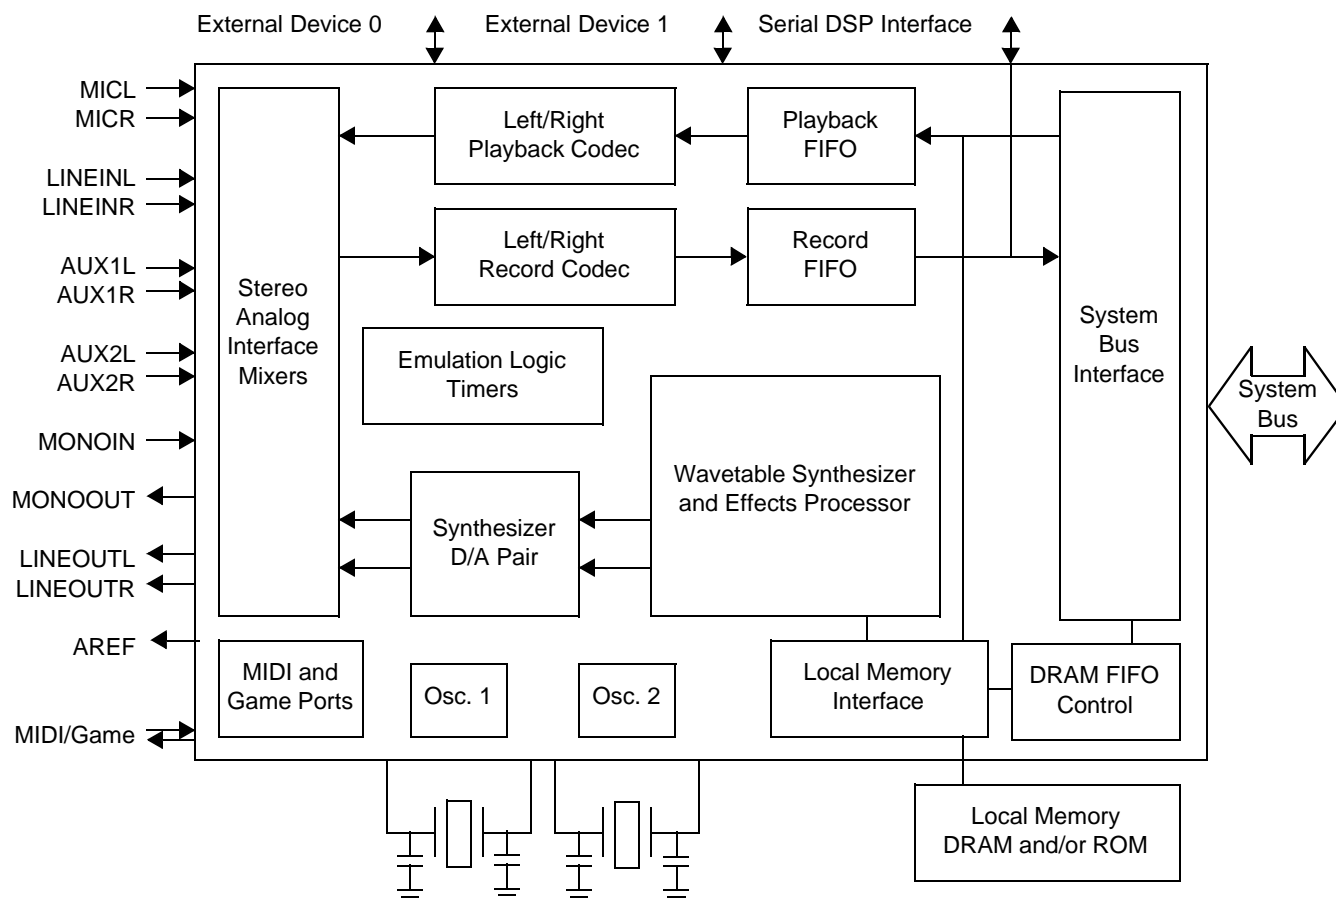 External Device 0
External Device 1
Serial DSP Interface
MICL
MICR
LINEINL
LINEINR
AUX1L
AUX1R
AUX2L
AUX2R
MONOIN
MONOOUT
LINEOUTL
LINEOUTR
AREF
MIDI/Game
Stereo
Analog
Interface
Mixers
Left/Right
Playback Codec
Playback
FIFO
Left/Right
Record Codec
Record
FIFO
Emulation Logic
Timers
System
Bus
Interface
System
Bus
Wavetable Synthesizer
and Effects Processor
Synthesizer
D/A Pair
MIDI and
Game Ports
Osc. 1
Osc. 2
Local Memory
Interface
DRAM FIFO
Control
Local Memory
DRAM and/or ROM